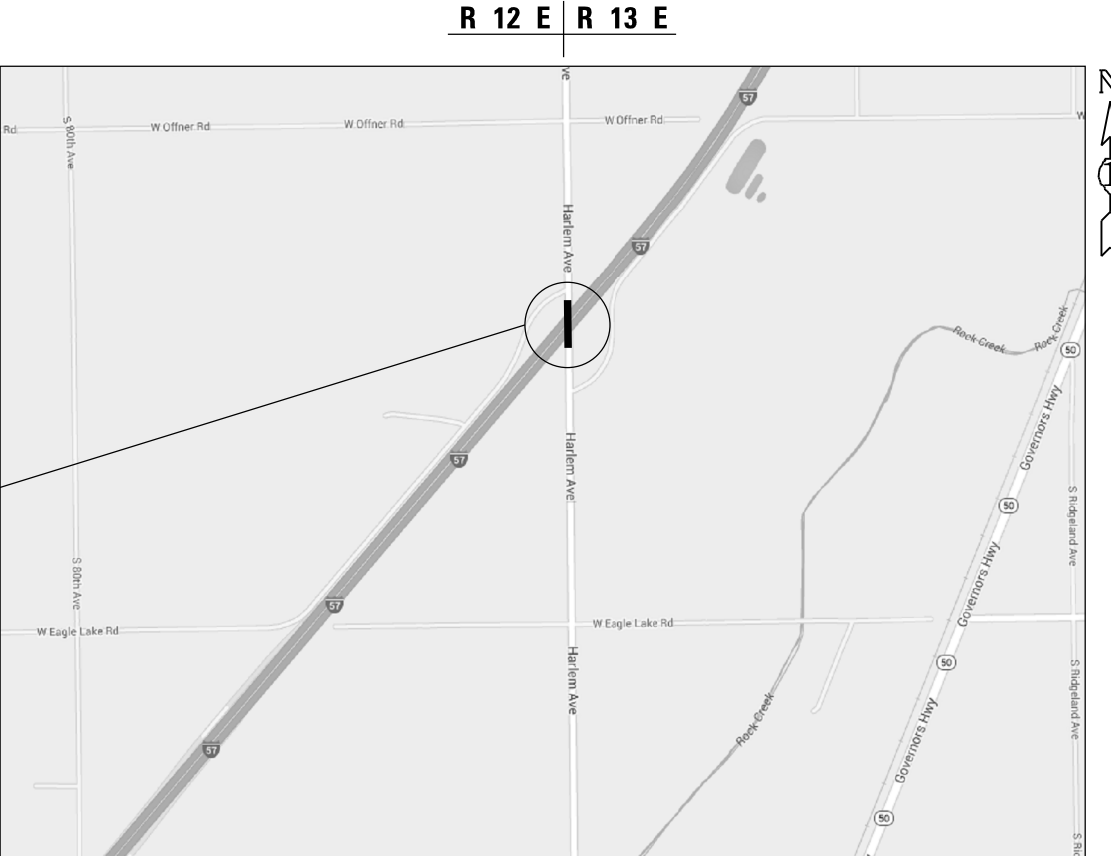 R 12 E R 13 E
ve
57
W Offner Rd
W Offner Rd
W Offner Rd
Rd
W
S 80th Ave
N
Harlem Ave
57
Rock Creek
Rock Creek
50
Governors Hwy
Harlem Ave
57
50
S Ridgeland Ave
S 80th Ave
Governors Hwy
57
W Eagle Lake Rd
W Eagle Lake Rd
50
Harlem Ave
S Ridgeland Ave
Rock Creek
57
Governors Hwy
50
S Ric